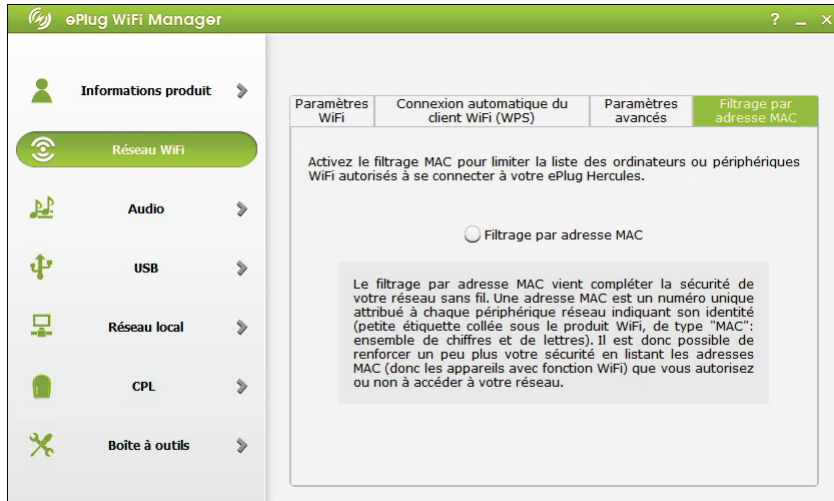 ePlug WiFi Manager
? _ ×
Informations produit
Réseau WiFi
Audio
USB
Réseau local
CPL
Boîte à outils
Paramètres
WiFi
Connexion automatique du
client WiFi (WPS)
Paramètres
avancés
Filtrage par
adresse MAC
Activez le filtrage MAC pour limiter la liste des ordinateurs ou périphériques
WiFi autorisés à se connecter à votre ePlug Hercules.
Filtrage par adresse MAC
Le filtrage par adresse MAC vient compléter la sécurité de
votre réseau sans fil. Une adresse MAC est un numéro unique
attribué à chaque périphérique réseau indiquant son identité
(petite étiquette collée sous le produit WiFi, de type "MAC":
ensemble de chiffres et de lettres). Il est donc possible de
renforcer un peu plus votre sécurité en listant les adresses
MAC (donc les appareils avec fonction WiFi) que vous autorisez
ou non à accéder à votre réseau.